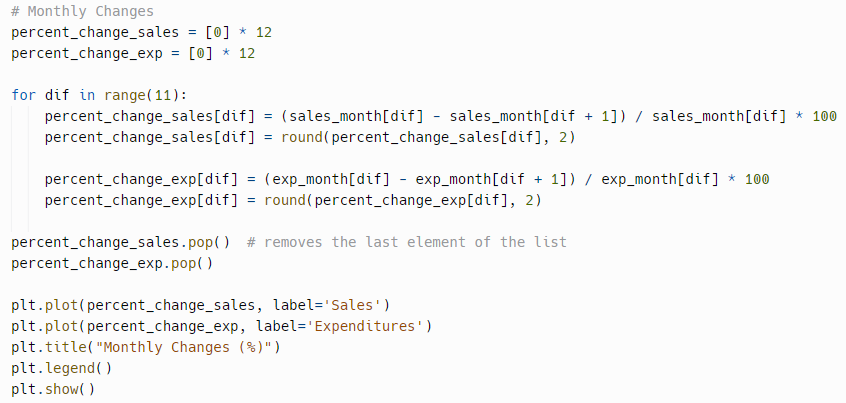 # Monthly Changes
percent_change_sales = [0] * 12
percent_change_exp = [0] * 12
for dif in range(11):
percent_change_sales[dif] = (sales_month[dif] - sales_month[dif + 1]) / sales_month[dif] * 100
percent_change_sales[dif] = round(percent_change_sales[dif], 2)
percent_change_exp[dif] = (exp_month[dif] - exp_month[dif + 1]) / exp_month[dif] * 100
percent_change_exp[dif] = round(percent_change_exp[dif], 2)
percent_change_sales.pop()  # removes the last element of the list
percent_change_exp.pop()
plt.plot(percent_change_sales, label='Sales')
plt.plot(percent_change_exp, label='Expenditures')
plt.title("Monthly Changes (%)")
plt.legend()
plt.show()